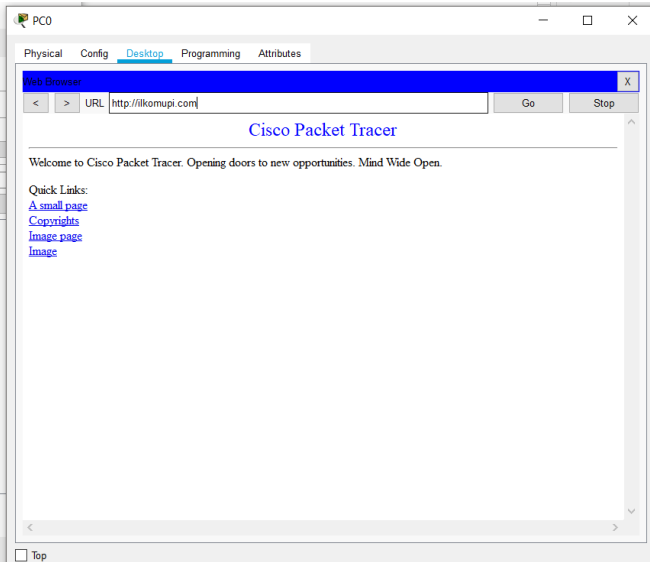 PC0
Physical Config Desktop Programming Attributes
Web Browser X
< > URL http://ilkomupi.com Go Stop
Cisco Packet Tracer
Welcome to Cisco Packet Tracer. Opening doors to new opportunities. Mind Wide Open.
Quick Links:
A small page
Copyrights
Image page
Image
Top